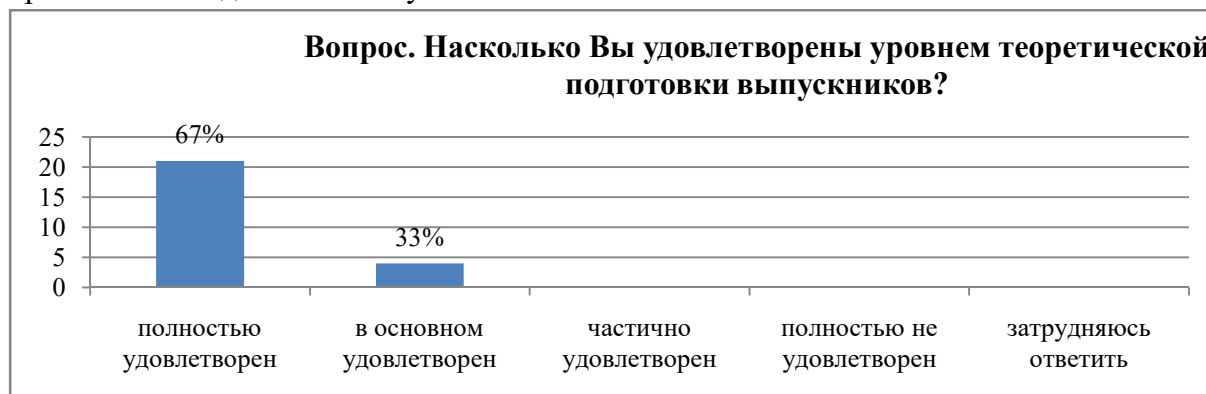 Вопрос. Насколько Вы удовлетворены уровнем теоретической
подготовки выпускников?
25
20
15
10
5
0
67%
33%
полностью
удовлетворен
в основном
удовлетворен
частично
удовлетворен
полностью не
удовлетворен
затрудняюсь
ответить